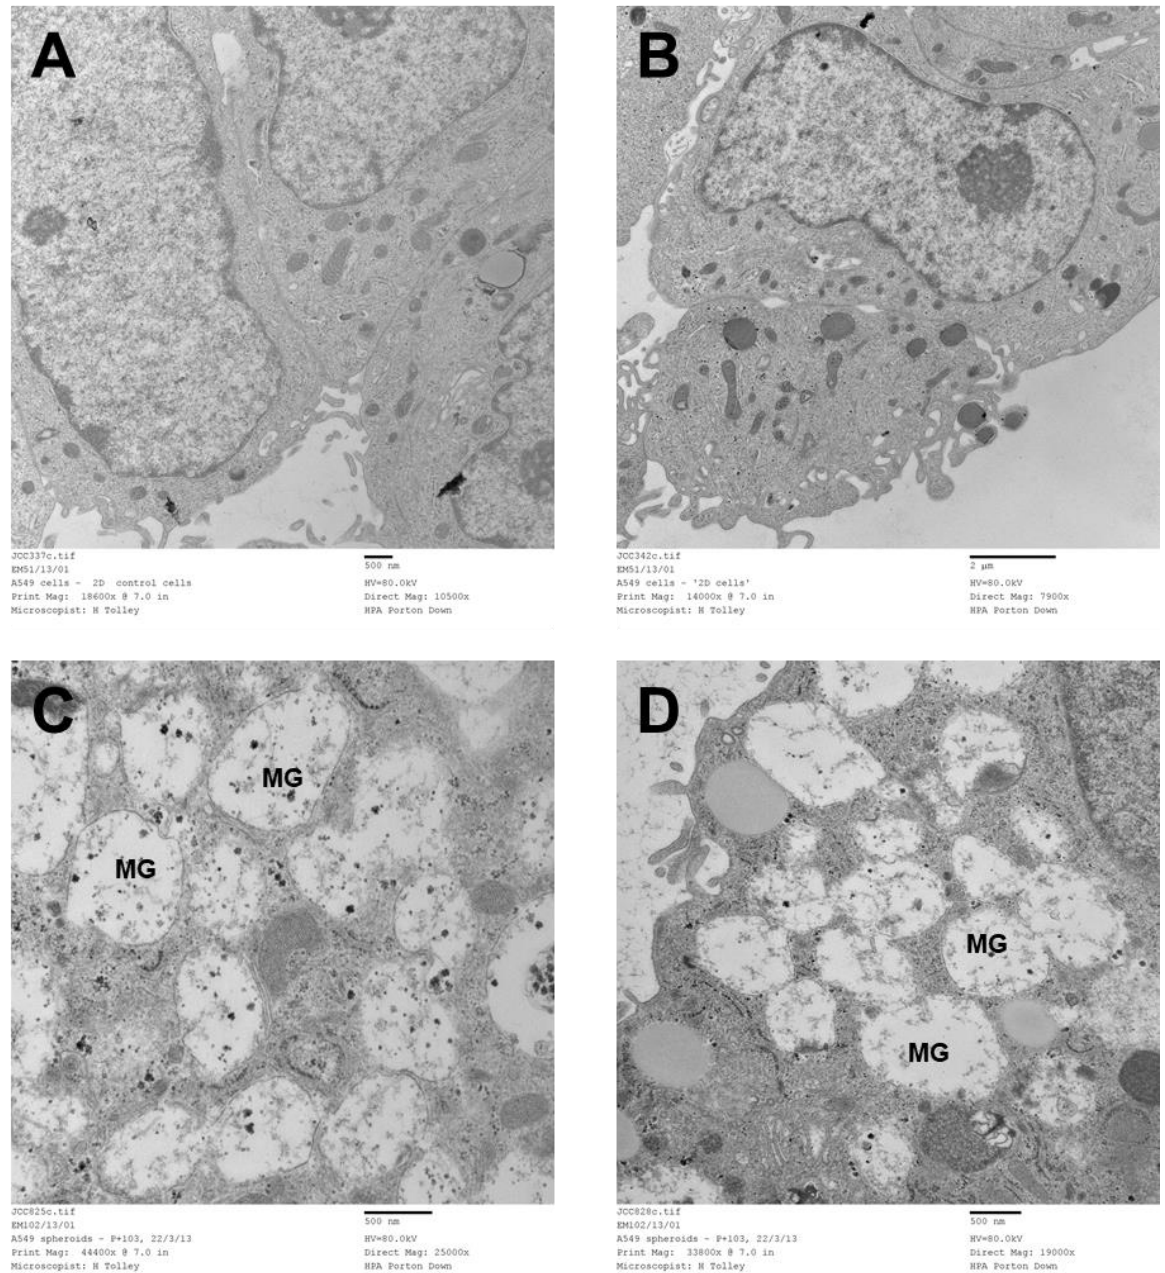 A
JCC337c.tif
EM51/13/01
A549 cells - 2D control cells
Print Mag: 18600x @ 7.0 in
Microscopist: H Tolley
500 nm
HV=80.0kV
Direct Mag: 10500x
HPA Porton Down
B
JCC342c.tif
EM51/13/01
A549 cells - '2D cells'
Print Mag: 14000x @ 7.0 in
Microscopist: H Tolley
2 µm
HV=80.0kV
Direct Mag: 7900x
HPA Porton Down
C
MG
MG
JCC825c.tif
EM102/13/01
A549 spheroids - P+103, 22/3/13
Print Mag: 44400x @ 7.0 in
Microscopist: H Tolley
500 nm
HV=80.0kV
Direct Mag: 25000x
HPA Porton Down
D
MG
MG
JCC828c.tif
EM102/13/01
A549 spheroids - P+103, 22/3/13
Print Mag: 33800x @ 7.0 in
Microscopist: H Tolley
500 nm
HV=80.0kV
Direct Mag: 19000x
HPA Porton Down